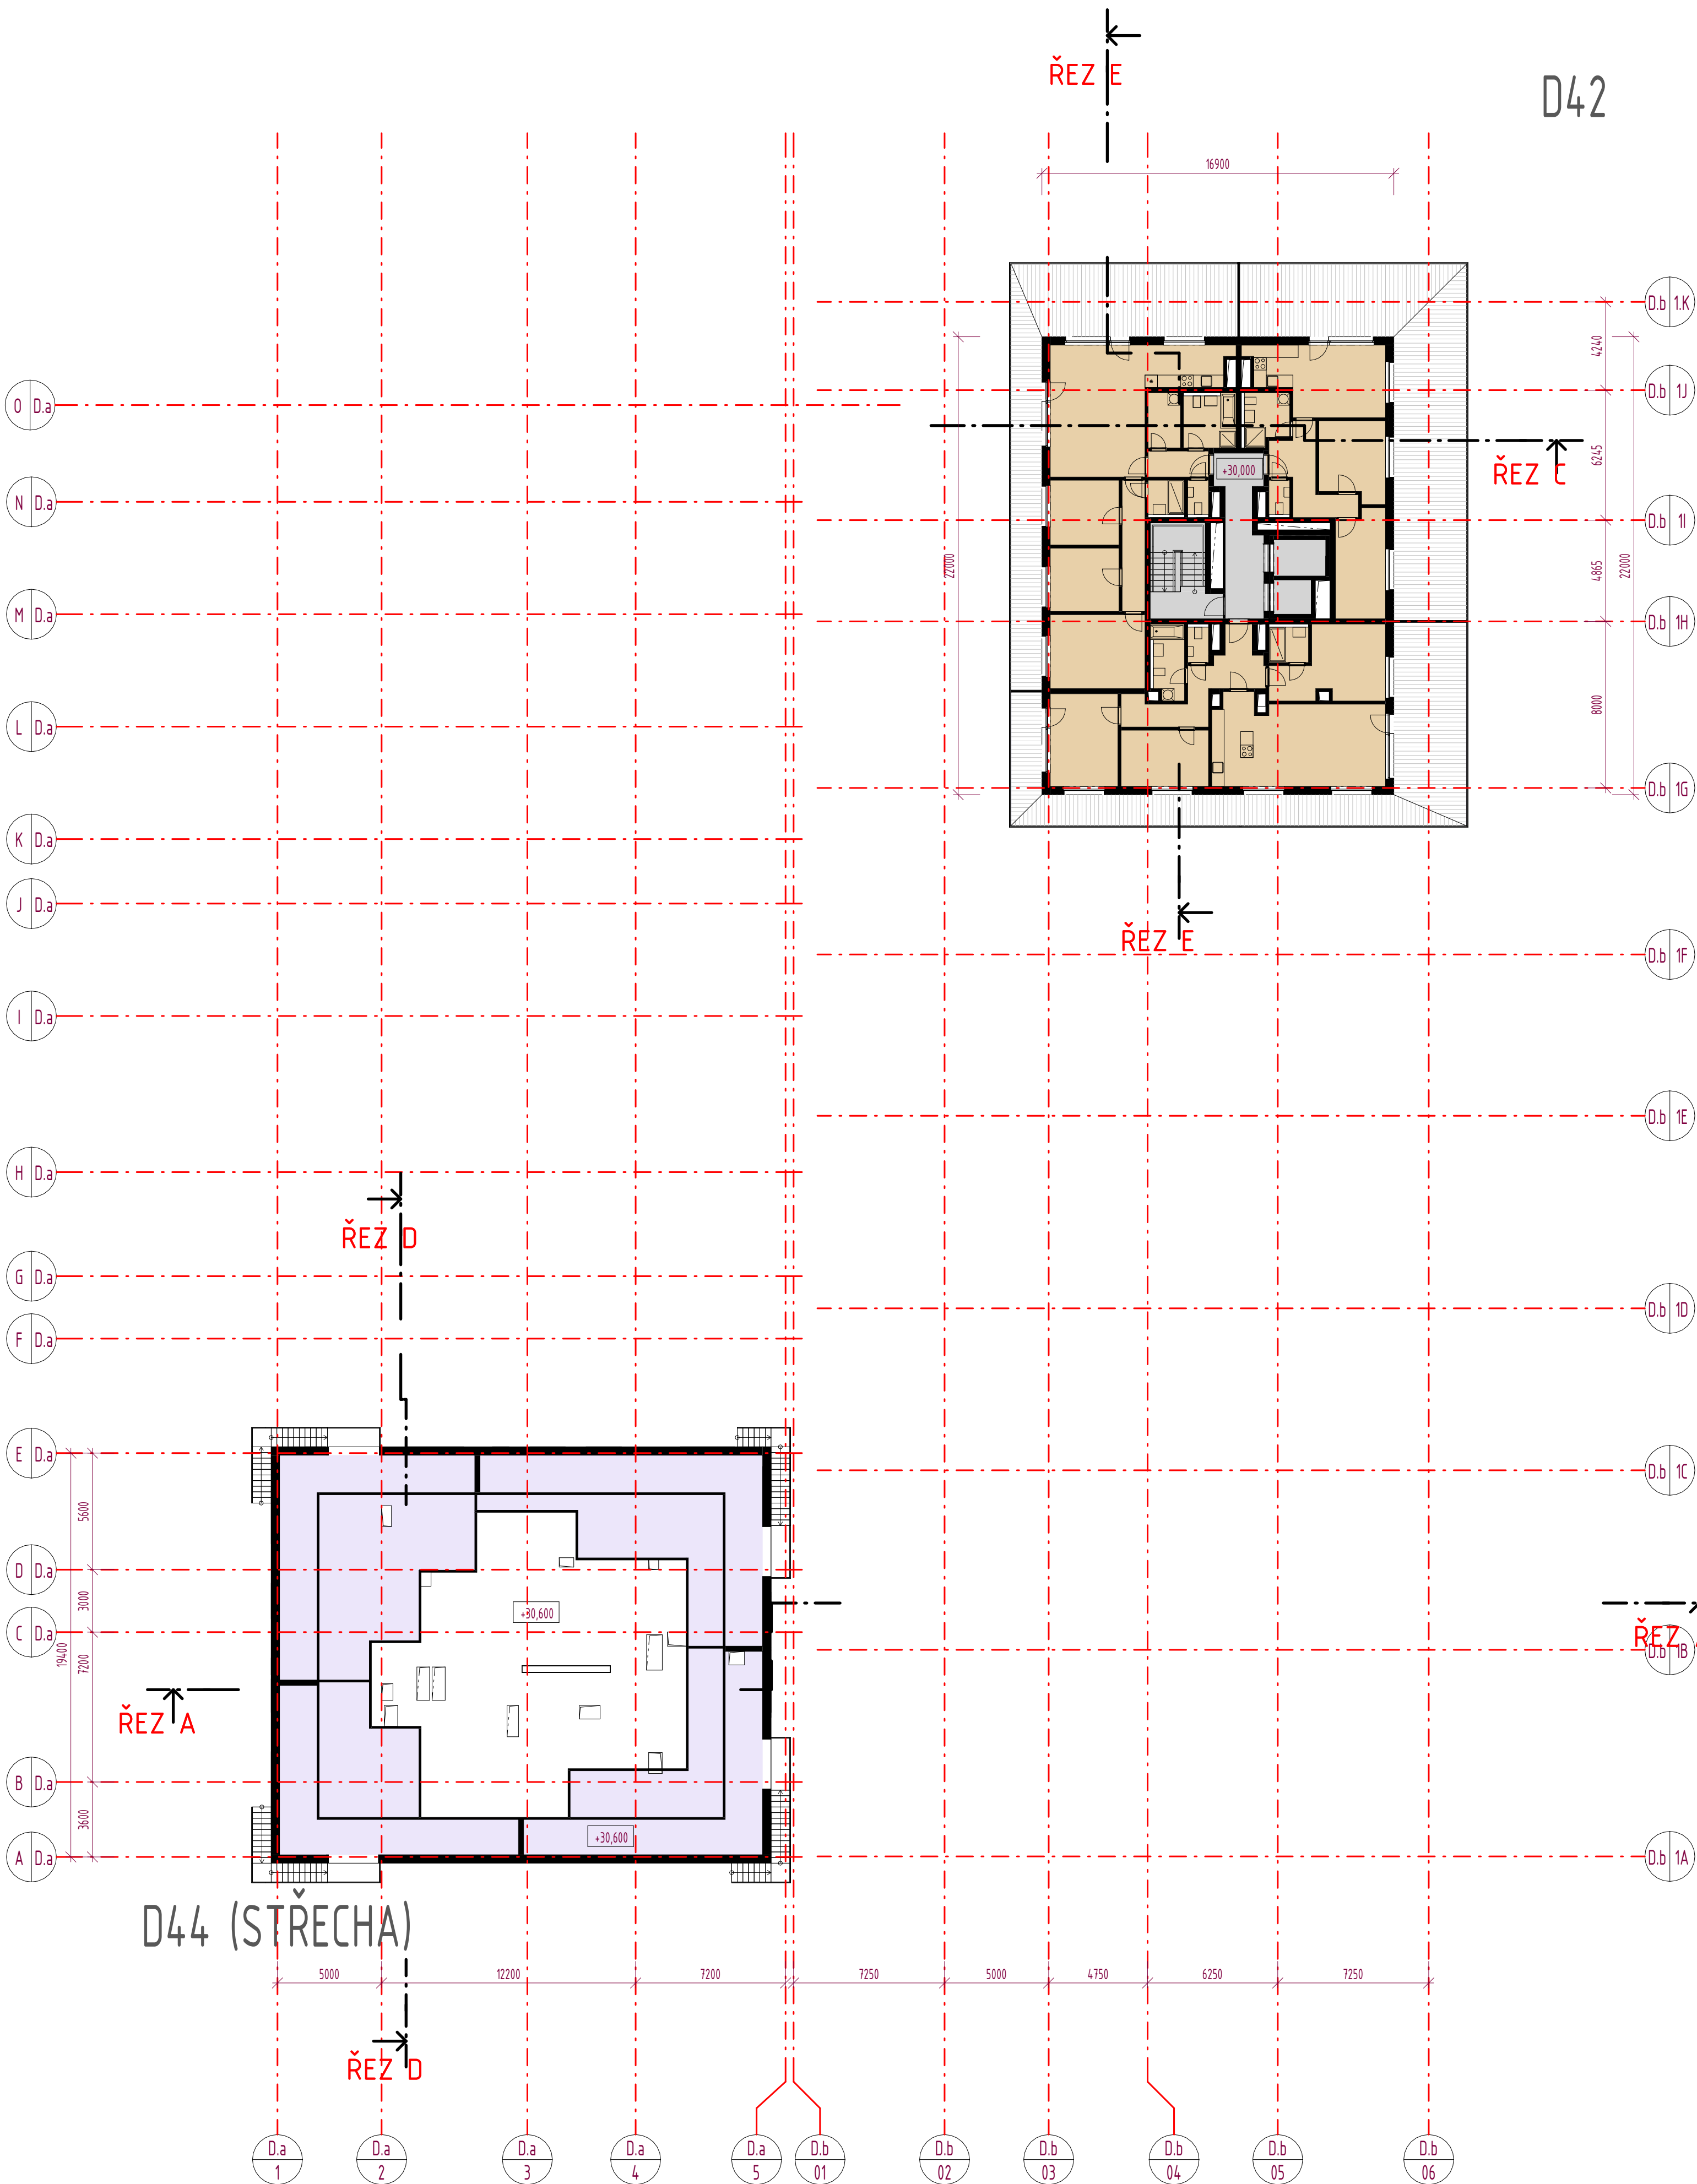 ŘEZ E
D42
16900
D.b 1.K
4240
D.b 1J
O D.a
6245
+30,000
ŘEZ C
N D.a
D.b 1I
22000
4865
22000
M D.a
D.b 1H
8000
L D.a
D.b 1G
K D.a
J D.a
ŘEZ E
D.b 1F
I D.a
D.b 1E
H D.a
ŘEZ D
G D.a
D.b 1D
F D.a
E D.a
D.b 1C
5600
D D.a
3000
+30,600
C D.a
19400
7200
ŘEZ
D.b 1B
ŘEZ A
B D.a
3600
+30,600
A D.a
D.b 1A
D44 (STŘECHA)
5000
12200
7200
7250
5000
4750
6250
7250
ŘEZ D
D.a 1
D.a 2
D.a 3
D.a 4
D.a 5
D.b 01
D.b 02
D.b 03
D.b 04
D.b 05
D.b 06